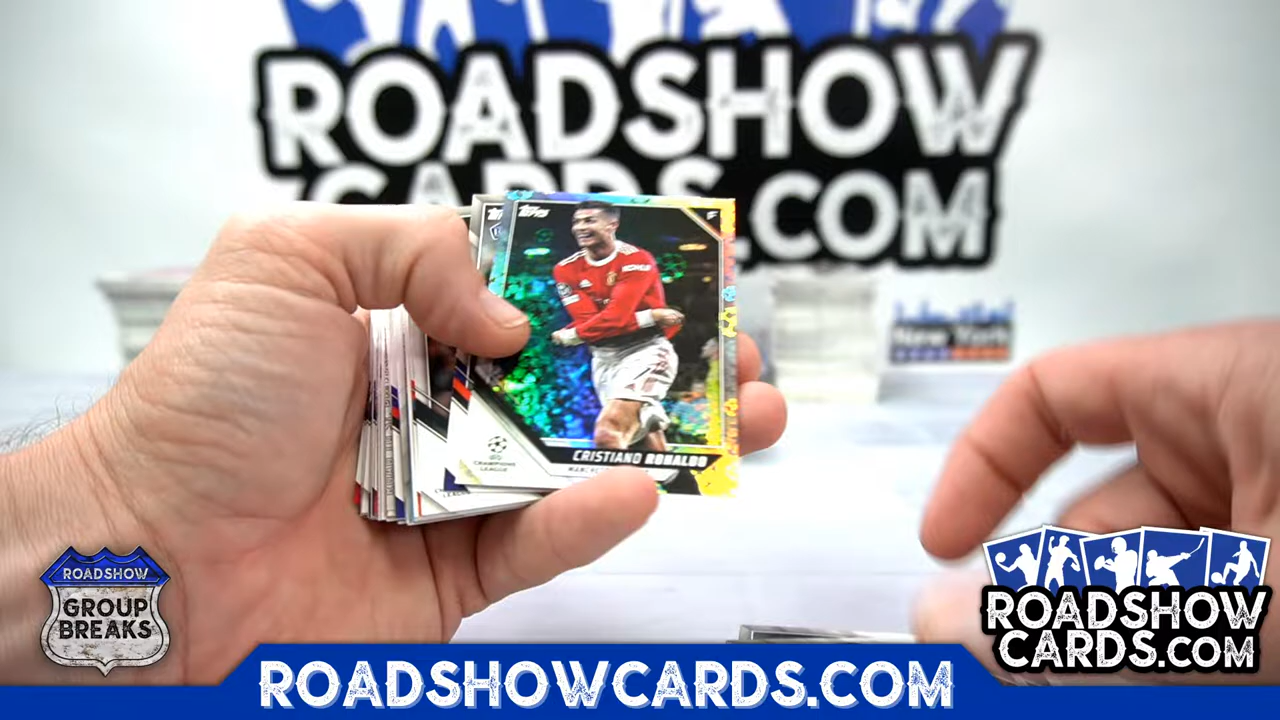 ROADSHOW
CARDS.COM
Topps
F
CRISTIANO RONALDO
CHAMPIONS
LEAGUE
New York
ROADSHOW
GROUP
BREAKS
ROADSHOW
CARDS.COM
ROADSHOWCARDS.COM